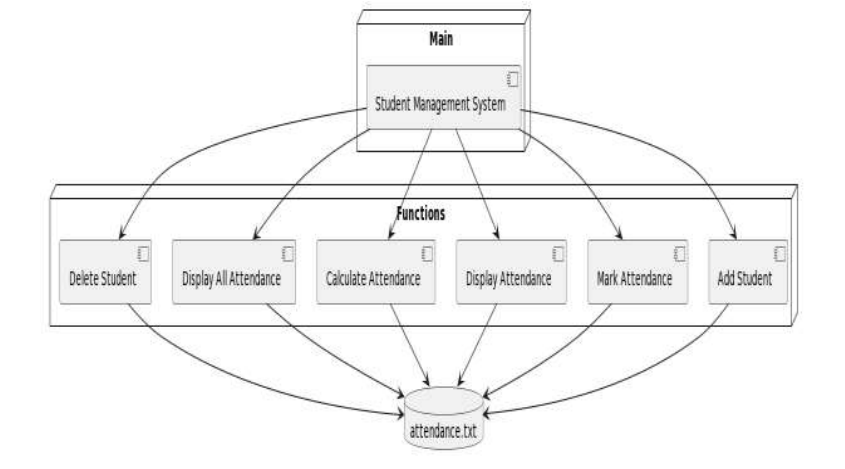 Main
Student Management System
Functions
Delete Student
Display All Attendance
Calculate Attendance
Display Attendance
Mark Attendance
Add Student
attendance.txt